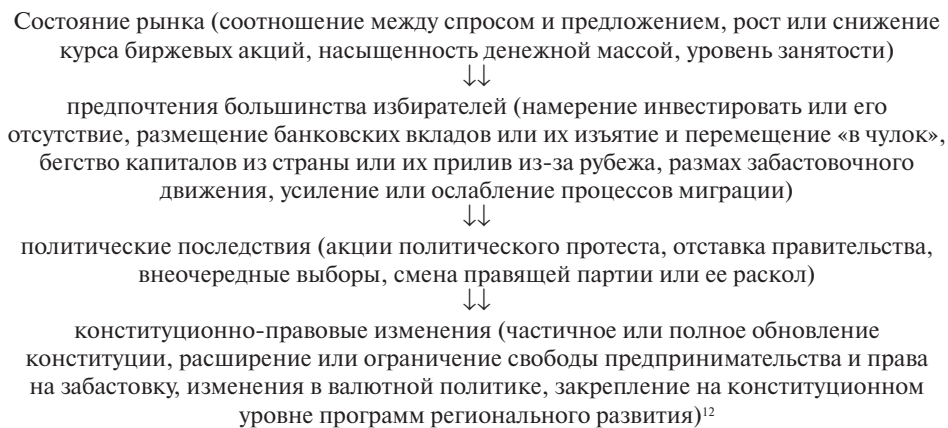 Состояние рынка (соотношение между спросом и предложением, рост или снижение
курса биржевых акций, насыщенность денежной массой, уровень занятости)
↓↓
предпочтения большинства избирателей (намерение инвестировать или его
отсутствие, размещение банковских вкладов или их изъятие и перемещение «в чулок»,
бегство капиталов из страны или их прилив из-за рубежа, размах забастовочного
движения, усиление или ослабление процессов миграции)
↓↓
политические последствия (акции политического протеста, отставка правительства,
внеочередные выборы, смена правящей партии или ее раскол)
↓↓
конституционно-правовые изменения (частичное или полное обновление
конституции, расширение или ограничение свободы предпринимательства и права
на забастовку, изменения в валютной политике, закрепление на конституционном
уровне программ регионального развития)¹²